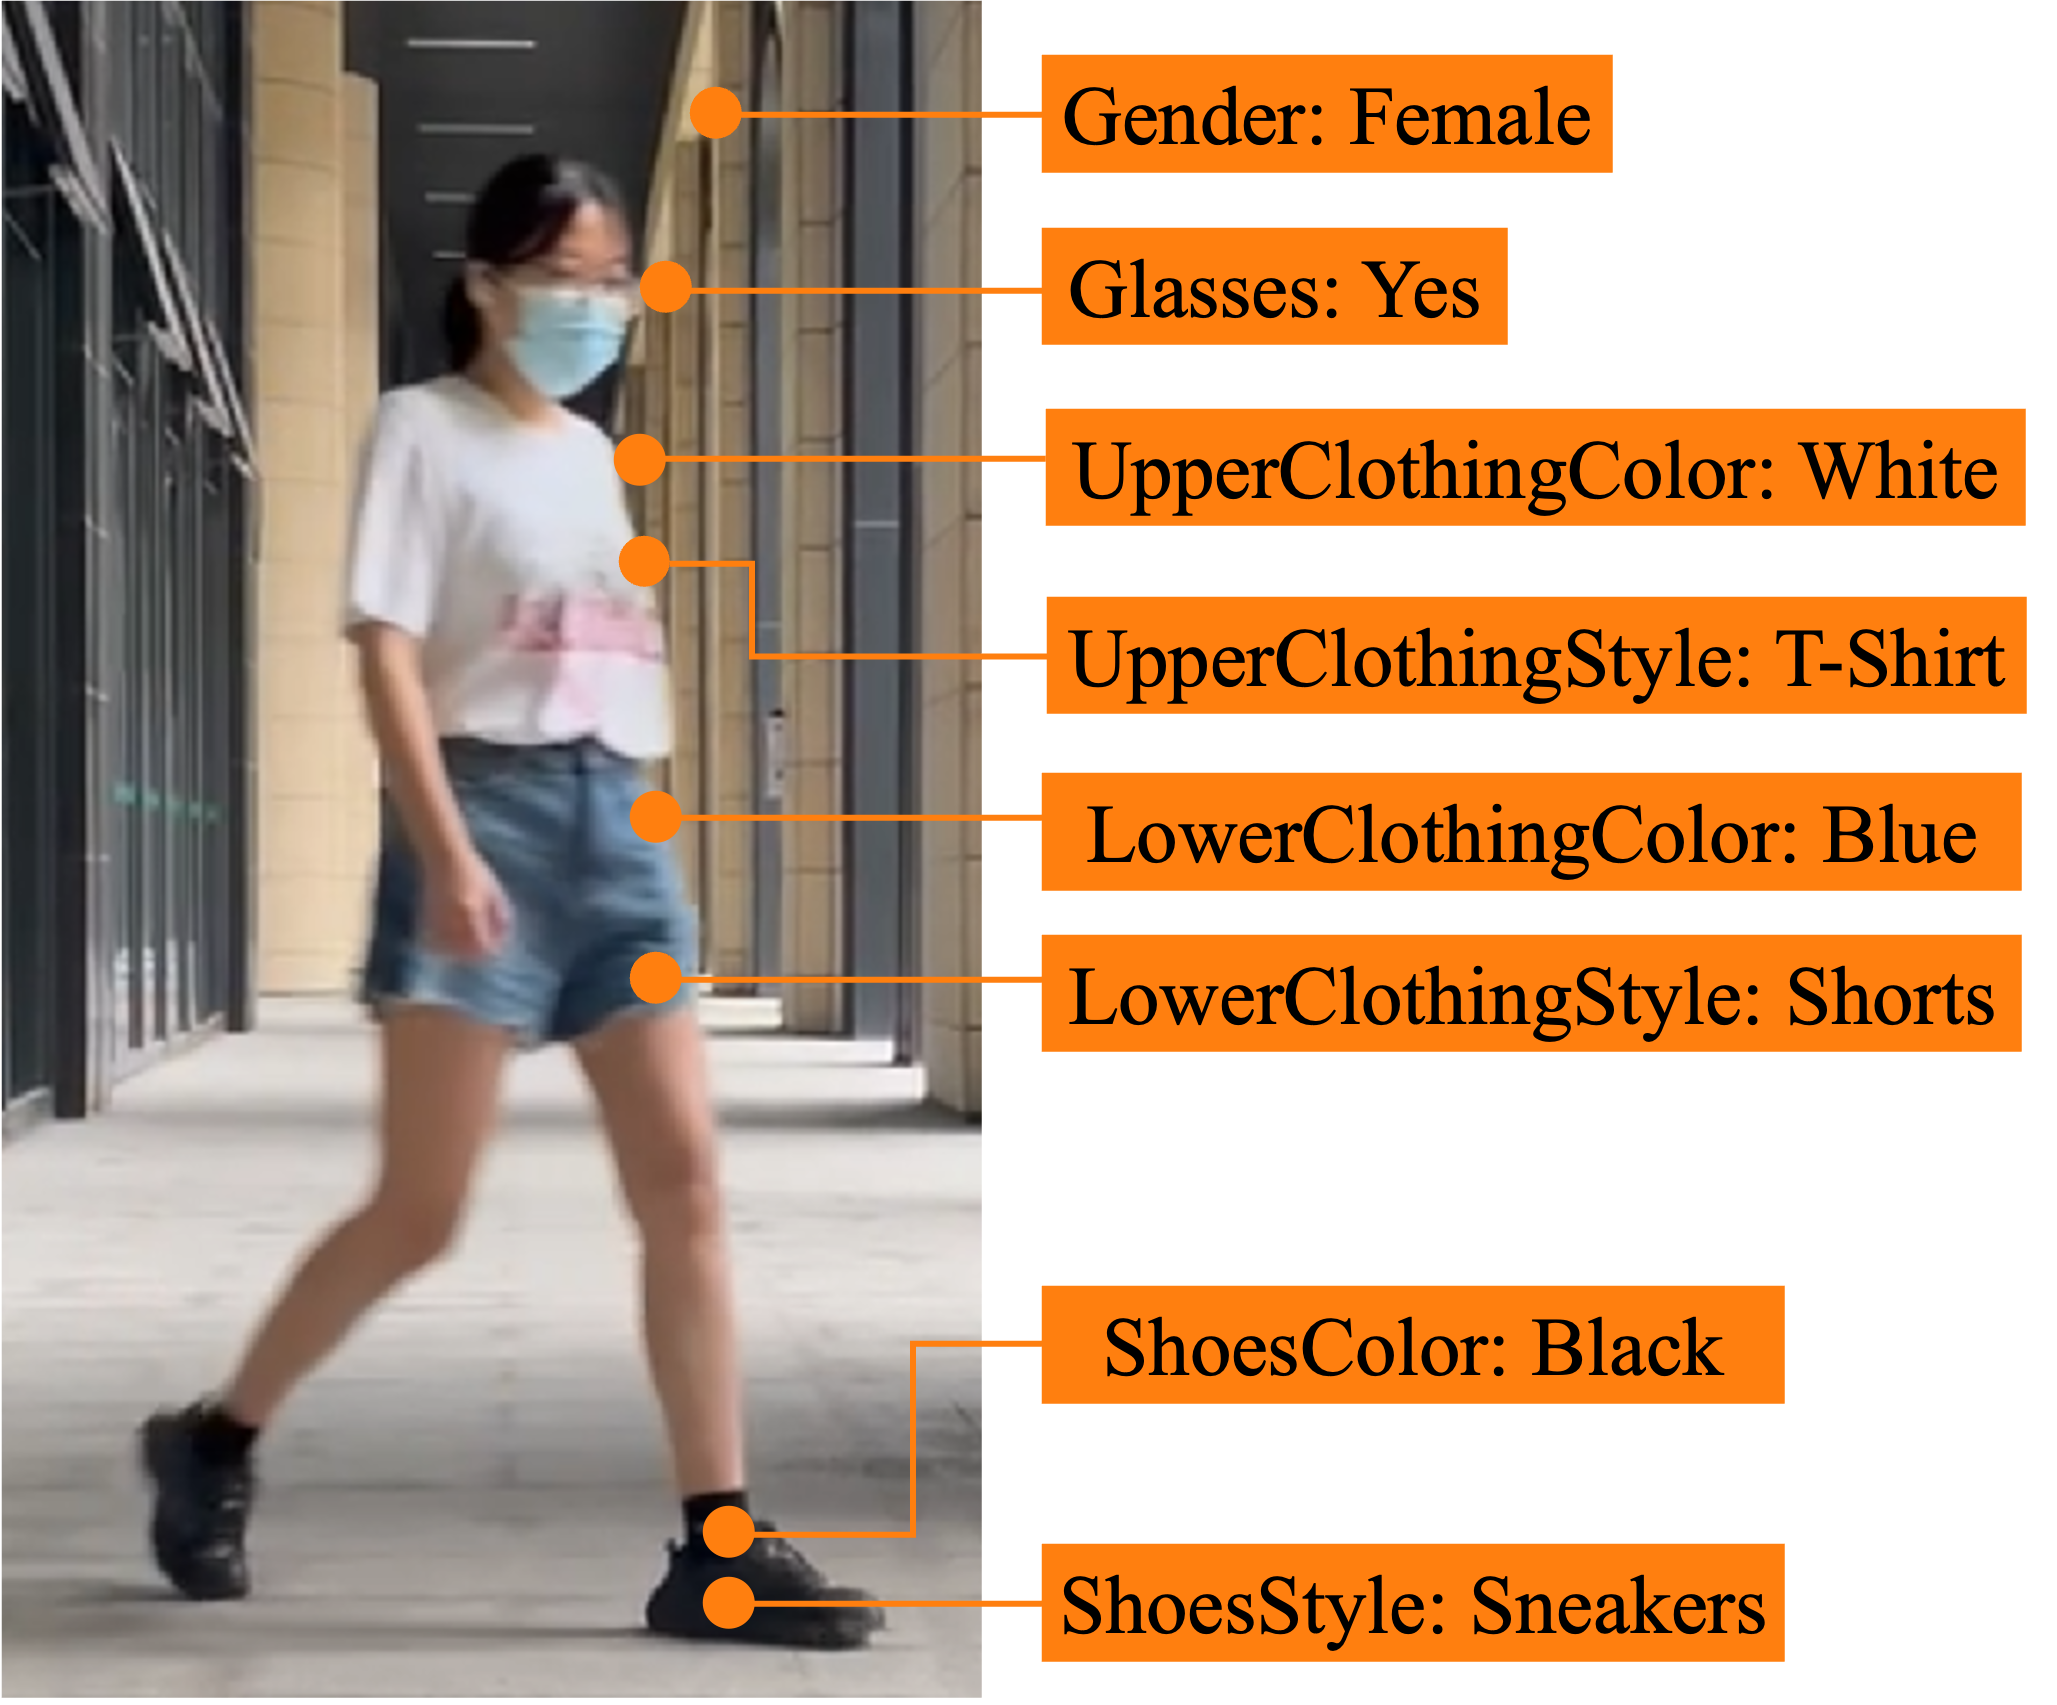 Gender: Female
Glasses: Yes
UpperClothingColor: White
UpperClothingStyle: T-Shirt
LowerClothingColor: Blue
LowerClothingStyle: Shorts
ShoesColor: Black
ShoesStyle: Sneakers